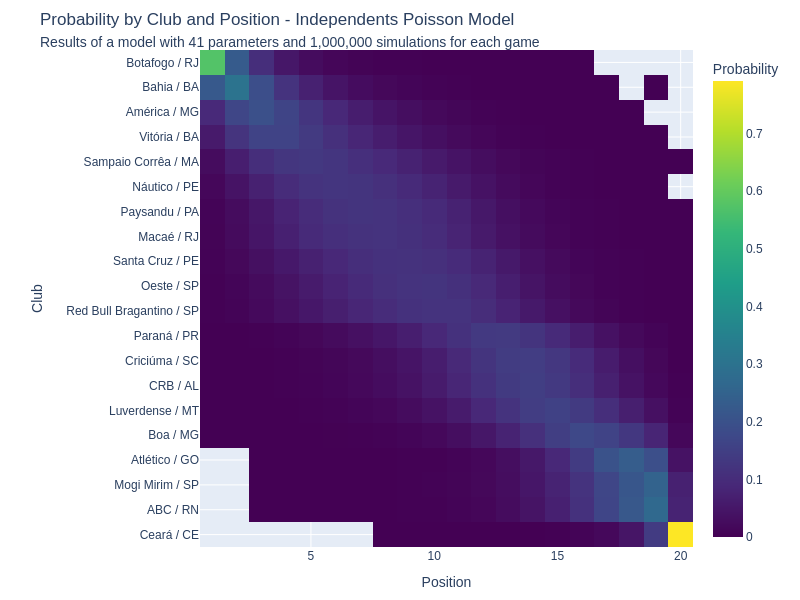 Probability by Club and Position - Independents Poisson Model
Results of a model with 41 parameters and 1,000,000 simulations for each game
Probability
Botafogo / RJ
Bahia / BA
América / MG
Vitória / BA
Sampaio Corrêa / MA
Náutico / PE
Paysandu / PA
Macaé / RJ
Santa Cruz / PE
Oeste / SP
Red Bull Bragantino / SP
Paraná / PR
Criciúma / SC
CRB / AL
Luverdense / MT
Boa / MG
Atlético / GO
Mogi Mirim / SP
ABC / RN
Ceará / CE
Club
5
10
15
20
Position
0.7
0.6
0.5
0.4
0.3
0.2
0.1
0